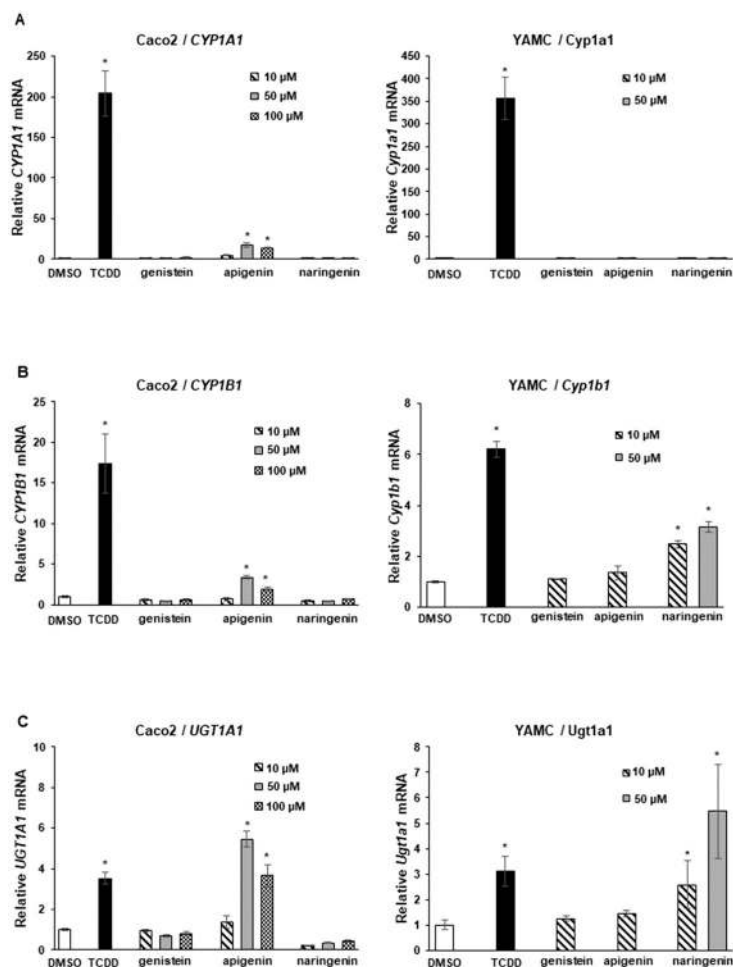 A
Caco2 / CYP1A1
YAMC / Cyp1a1
Relative CYP1A1 mRNA
250
200
150
100
50
0
*
*
*
10 µM
50 µM
100 µM
DMSO TCDD genistein apigenin naringenin
Relative Cyp1a1 mRNA
450
400
350
300
250
200
150
100
50
0
*
10 µM
50 µM
DMSO TCDD genistein apigenin naringenin
B
Caco2 / CYP1B1
YAMC / Cyp1b1
Relative CYP1B1 mRNA
25
20
15
10
5
0
*
*
*
10 µM
50 µM
100 µM
DMSO TCDD genistein apigenin naringenin
Relative Cyp1b1 mRNA
8
6
4
2
0
*
*
*
10 µM
50 µM
DMSO TCDD genistein apigenin naringenin
C
Caco2 / UGT1A1
YAMC / Ugt1a1
Relative UGT1A1 mRNA
10
8
6
4
2
0
*
*
*
10 µM
50 µM
100 µM
DMSO TCDD genistein apigenin naringenin
Relative Ugt1a1 mRNA
8
7
6
5
4
3
2
1
0
*
*
*
10 µM
50 µM
DMSO TCDD genistein apigenin naringenin